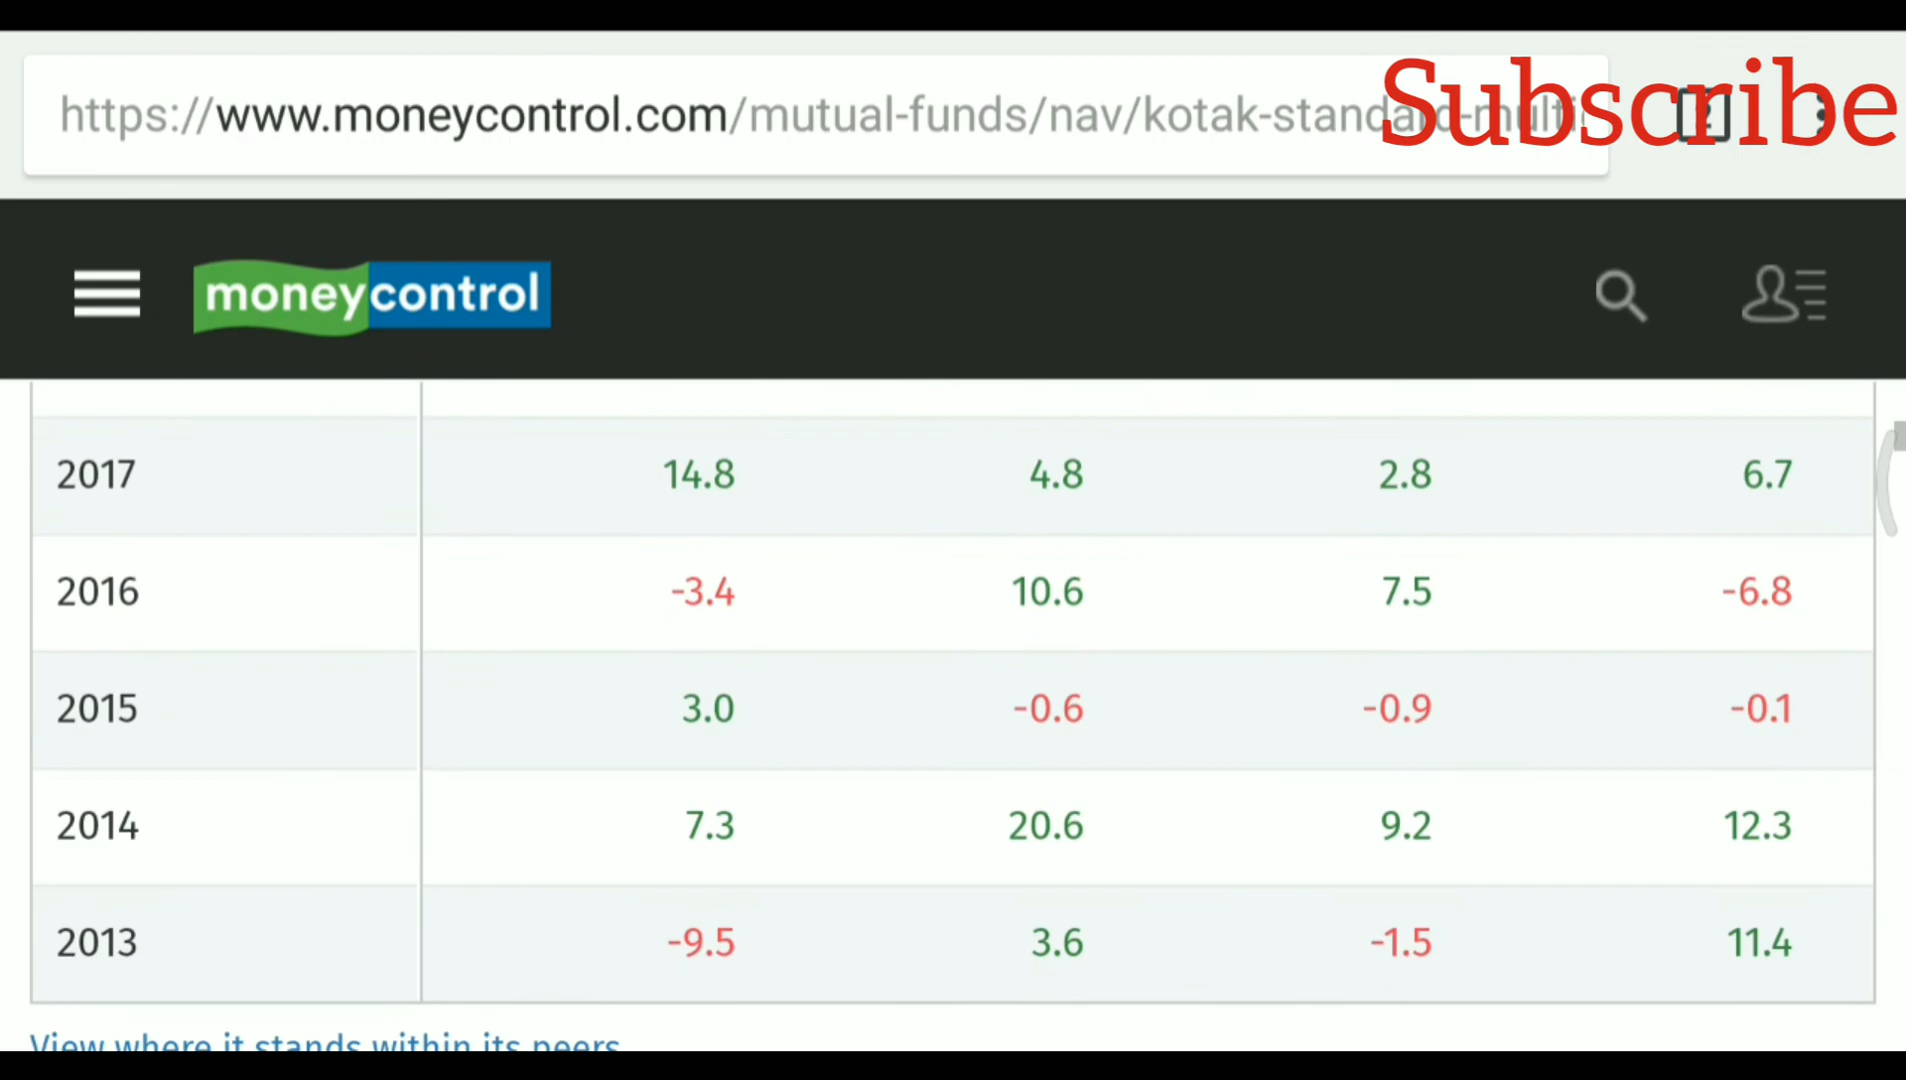 https://www.moneycontrol.com/mutual-funds/nav/kotak-standard-multi
Subscribe
moneycontrol
2017 14.8 4.8 2.8 6.7
2016 -3.4 10.6 7.5 -6.8
2015 3.0 -0.6 -0.9 -0.1
2014 7.3 20.6 9.2 12.3
2013 -9.5 3.6 -1.5 11.4
View where it stands within its peers